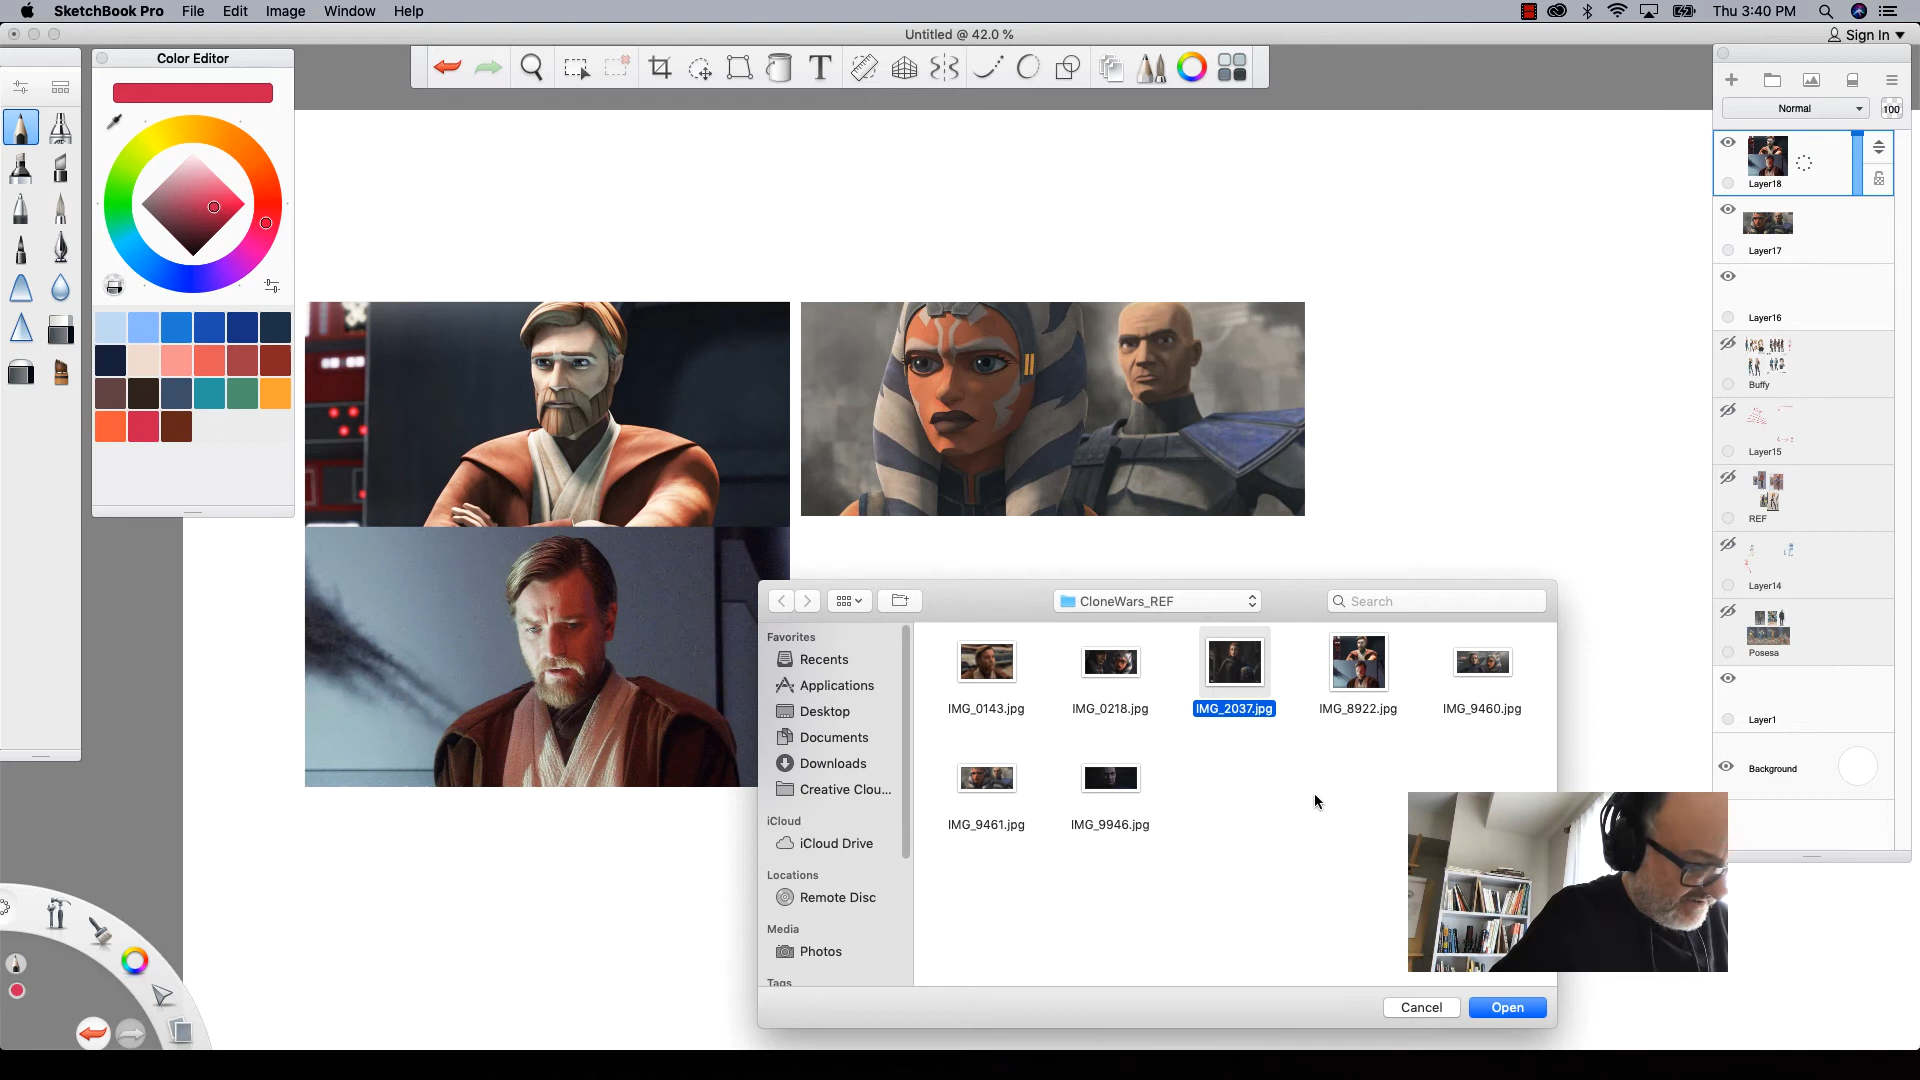 SketchBook Pro File Edit Image Window Help
Thu 3:40 PM
Untitled @ 42.0 %
Sign In
Color Editor
Normal
100
Layer18
Layer17
Layer16
Buffy
Layer15
REF
Layer14
Posesa
Layer1
Background
CloneWars_REF
Search
Favorites
Recents
Applications
Desktop
Documents
Downloads
Creative Clou...
iCloud
iCloud Drive
Locations
Remote Disc
Media
Photos
Tags
IMG_0143.jpg IMG_0218.jpg IMG_2037.jpg IMG_8922.jpg IMG_9460.jpg
IMG_9461.jpg IMG_9946.jpg
Cancel Open